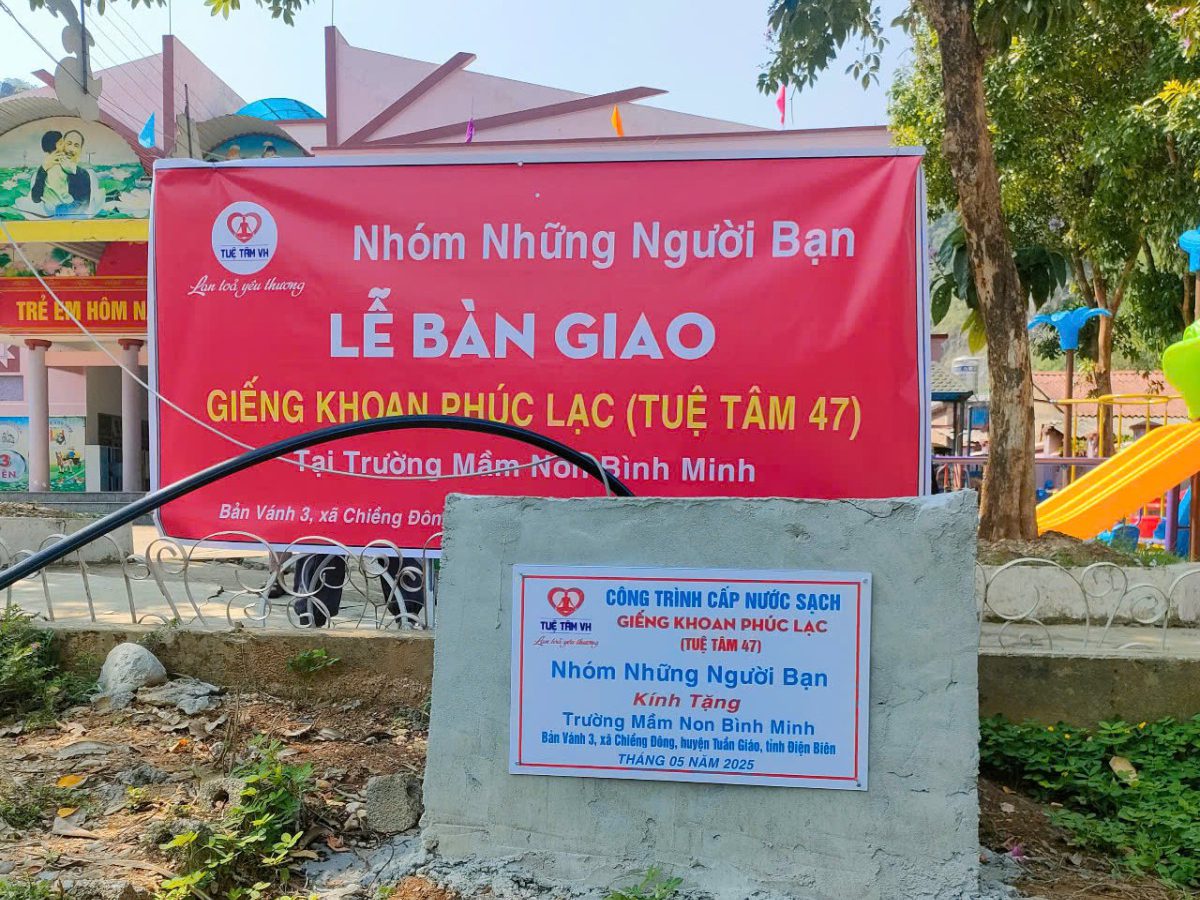 TRẺ EM HÔM N
TUỆ TÂM VH
Lan toả yêu thương
Nhóm Những Người Bạn
LỄ BÀN GIAO
GIẾNG KHOAN PHÚC LẠC (TUỆ TÂM 47)
Tại Trường Mầm Non Bình Minh
Bản Vánh 3, xã Chiềng Đôn
TUỆ TÂM VH
Lan toả yêu thương
CÔNG TRÌNH CẤP NƯỚC SẠCH
GIẾNG KHOAN PHÚC LẠC
(TUỆ TÂM 47)
Nhóm Những Người Bạn
Kính Tặng
Trường Mầm Non Bình Minh
Bản Vánh 3, xã Chiềng Đông, huyện Tuần Giáo, tỉnh Điện Biên
THÁNG 05 NĂM 2025